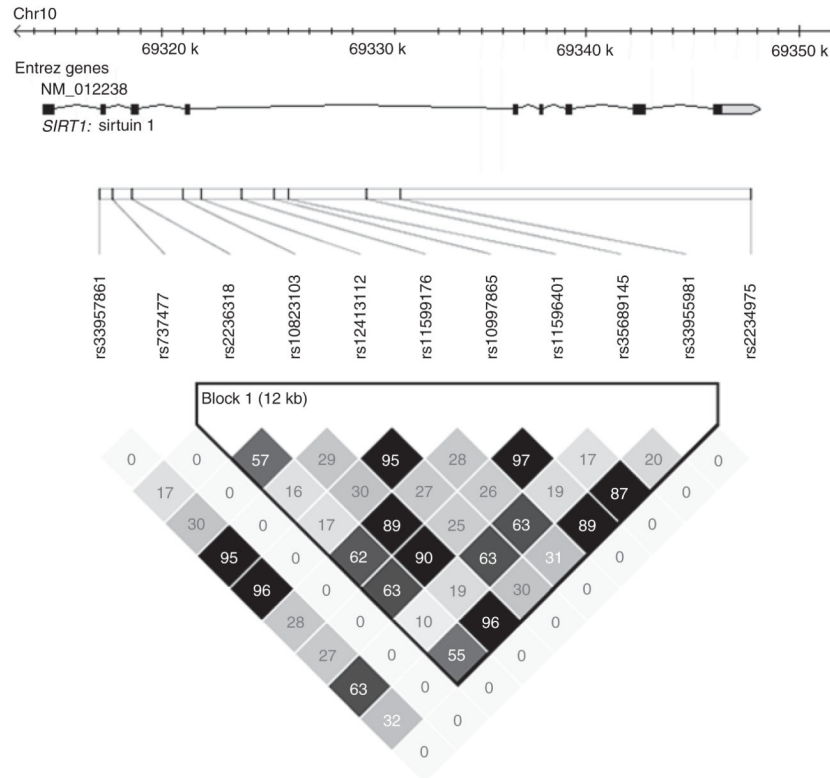 Chr10
69320 k 69330 k 69340 k 69350 k
Entrez genes
NM_012238
SIRT1: sirtuin 1
rs33957861
rs737477
rs2236318
rs10823103
rs12413112
rs11599176
rs10997865
rs11596401
rs35689145
rs33955981
rs2234975
Block 1 (12 kb)
0 0 57 29 95 28 97 17 20 0
17 0 16 30 27 26 19 87 0
30 0 17 89 25 63 89 0
95 0 62 90 63 31 0
96 0 63 19 30 0
28 0 10 96 0
27 0 55 0
63 0 0
32 0
0